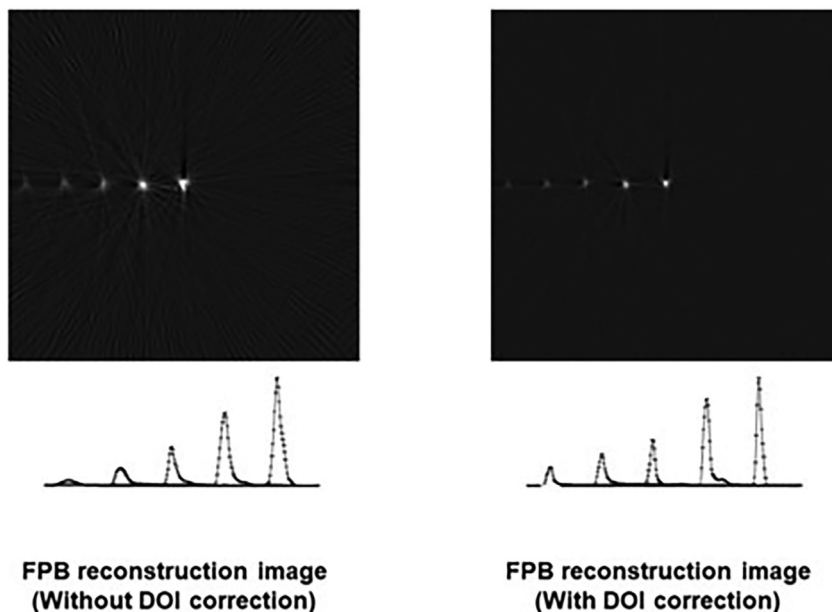 FPB reconstruction image
(Without DOI correction)
FPB reconstruction image
(With DOI correction)